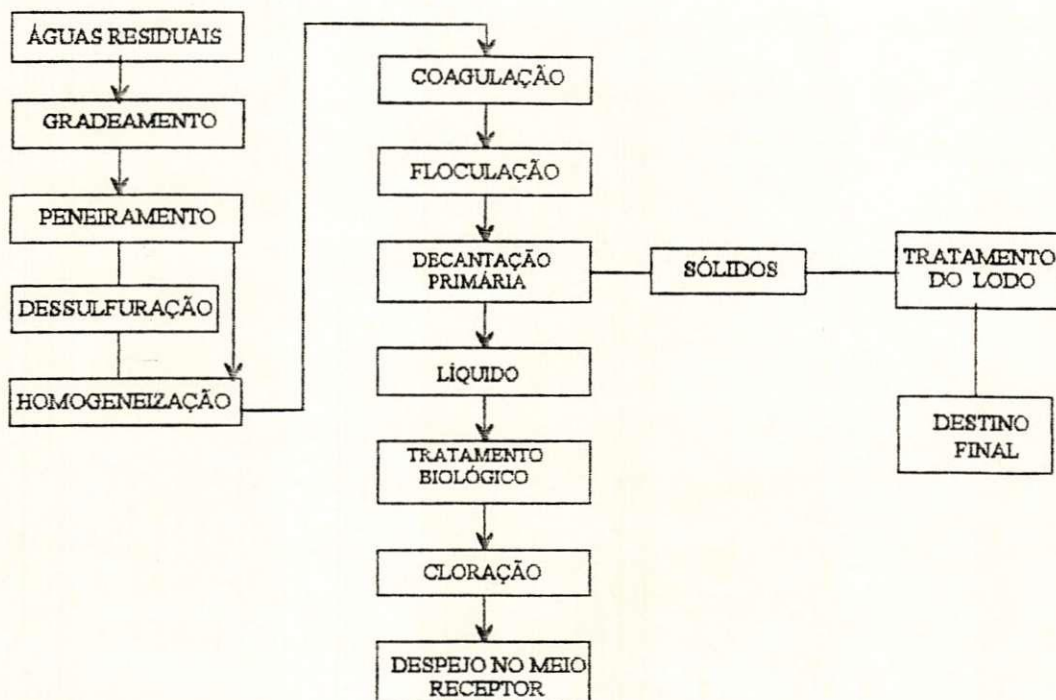 ÁGUAS RESIDUAIS
GRADEAMENTO
PENEIRAMENTO
DESSULFURAÇÃO
HOMOGENEIZAÇÃO
COAGULAÇÃO
FLOCULAÇÃO
DECANTAÇÃO
PRIMÁRIA
SÓLIDOS
TRATAMENTO
DO LODO
DESTINO
FINAL
LÍQUIDO
TRATAMENTO
BIOLÓGICO
CLORAÇÃO
DESPEJO NO MEIO
RECEPTOR